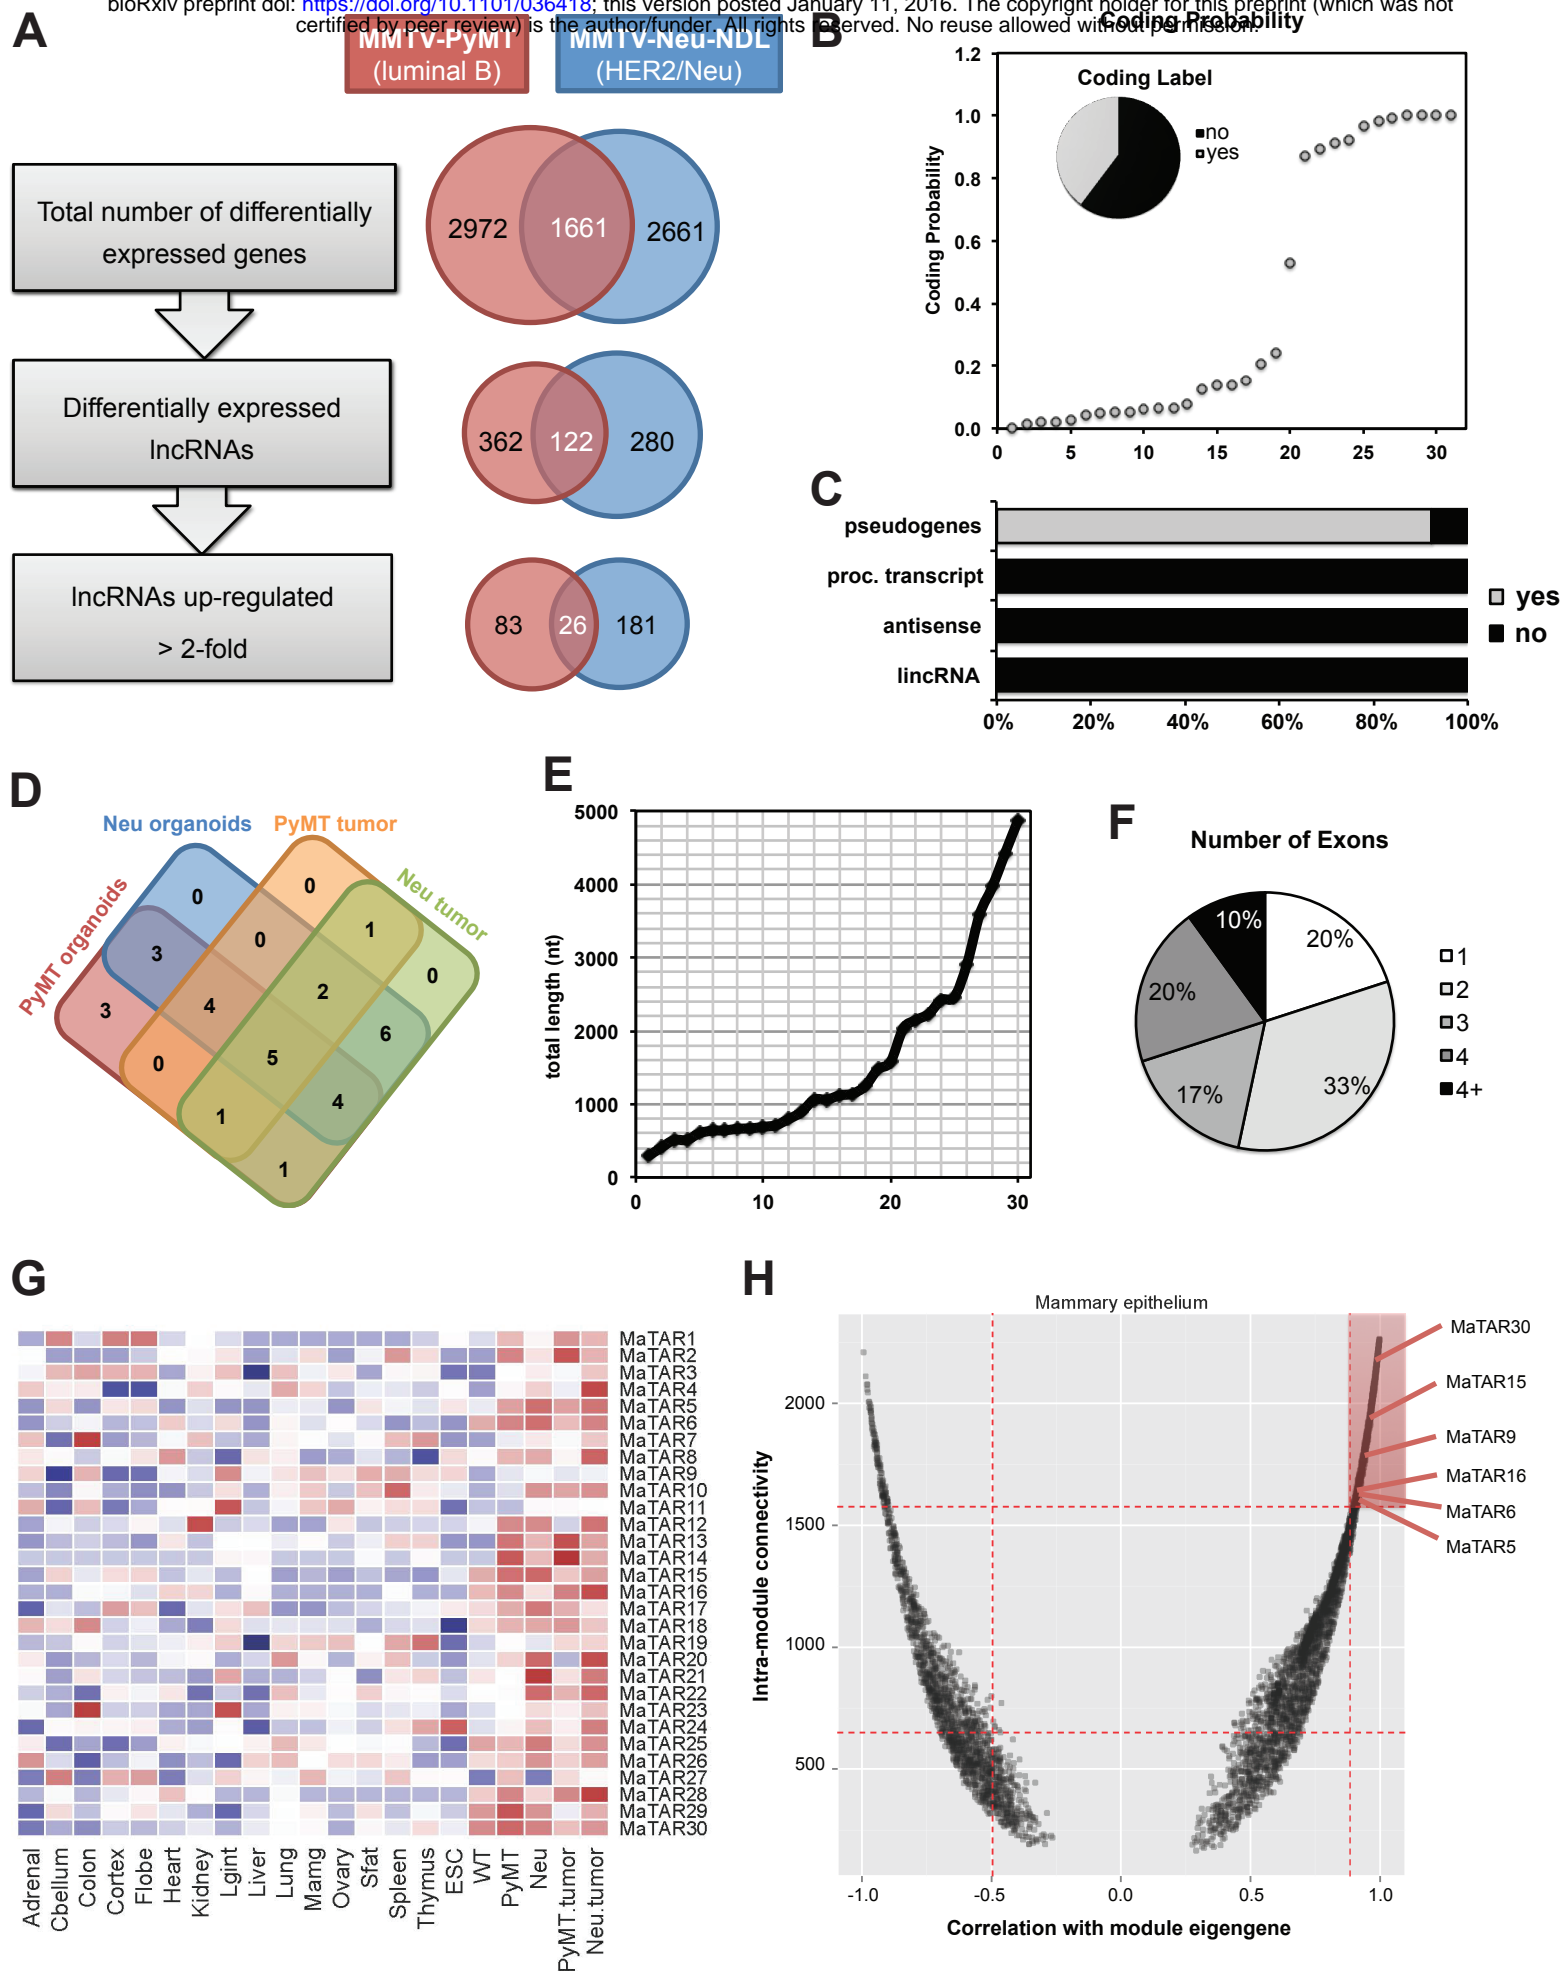 bioRxiv preprint doi: https://doi.org/10.1101/036418; this version posted January 11, 2016. The copyright holder for this preprint (which was not
certified by peer review) is the author/funder. All rights reserved. No reuse allowed without permission.
A
MMTV-PyMT
(luminal B)
MMTV-Neu-NDL
(HER2/Neu)
Total number of differentially
expressed genes
2972
1661
2661
Differentially expressed
lncRNAs
362
122
280
lncRNAs up-regulated
> 2-fold
83
26
181
B
Coding Probability
Coding Label
no
yes
Coding Probability
1.2
1.0
0.8
0.6
0.4
0.2
0.0
0 5 10 15 20 25 30
C
pseudogenes
proc. transcript
antisense
lincRNA
0% 20% 40% 60% 80% 100%
yes
no
D
Neu organoids
PyMT tumor
PyMT organoids
Neu tumor
0
0
1
3
0
0
2
3
4
6
0
5
4
1
1
E
total length (nt)
5000
4000
3000
2000
1000
0
0 10 20 30
F
Number of Exons
10%
20%
20%
17%
33%
1
2
3
4
4+
G
MaTAR1
MaTAR2
MaTAR3
MaTAR4
MaTAR5
MaTAR6
MaTAR7
MaTAR8
MaTAR9
MaTAR10
MaTAR11
MaTAR12
MaTAR13
MaTAR14
MaTAR15
MaTAR16
MaTAR17
MaTAR18
MaTAR19
MaTAR20
MaTAR21
MaTAR22
MaTAR23
MaTAR24
MaTAR25
MaTAR26
MaTAR27
MaTAR28
MaTAR29
MaTAR30
Adrenal
Cbellum
Colon
Cortex
Flobe
Heart
Kidney
Lgint
Liver
Lung
Mamg
Ovary
Sfat
Spleen
Thymus
ESC
WT
PyMT
Neu
PyMT.tumor
Neu.tumor
H
Mammary epithelium
Intra-module connectivity
2000
1500
1000
500
-1.0 -0.5 0.0 0.5 1.0
Correlation with module eigengene
MaTAR30
MaTAR15
MaTAR9
MaTAR16
MaTAR6
MaTAR5